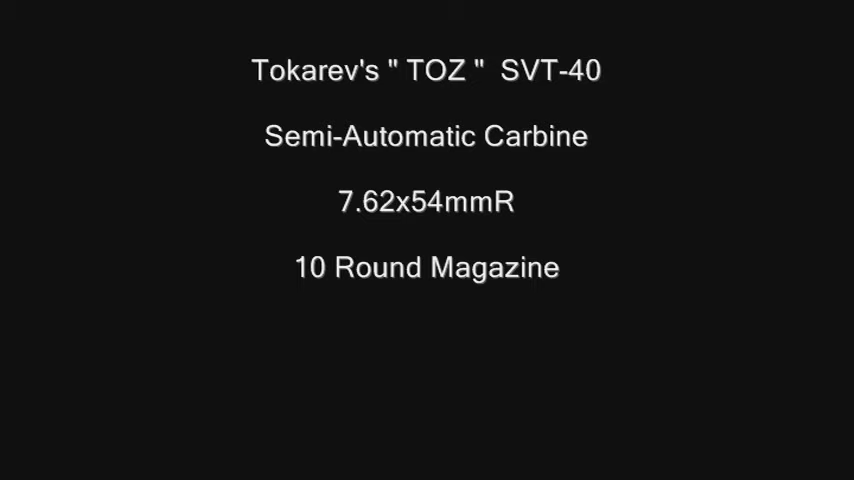 Tokarev's " TOZ "  SVT-40
Semi-Automatic Carbine
7.62x54mmR
10 Round Magazine